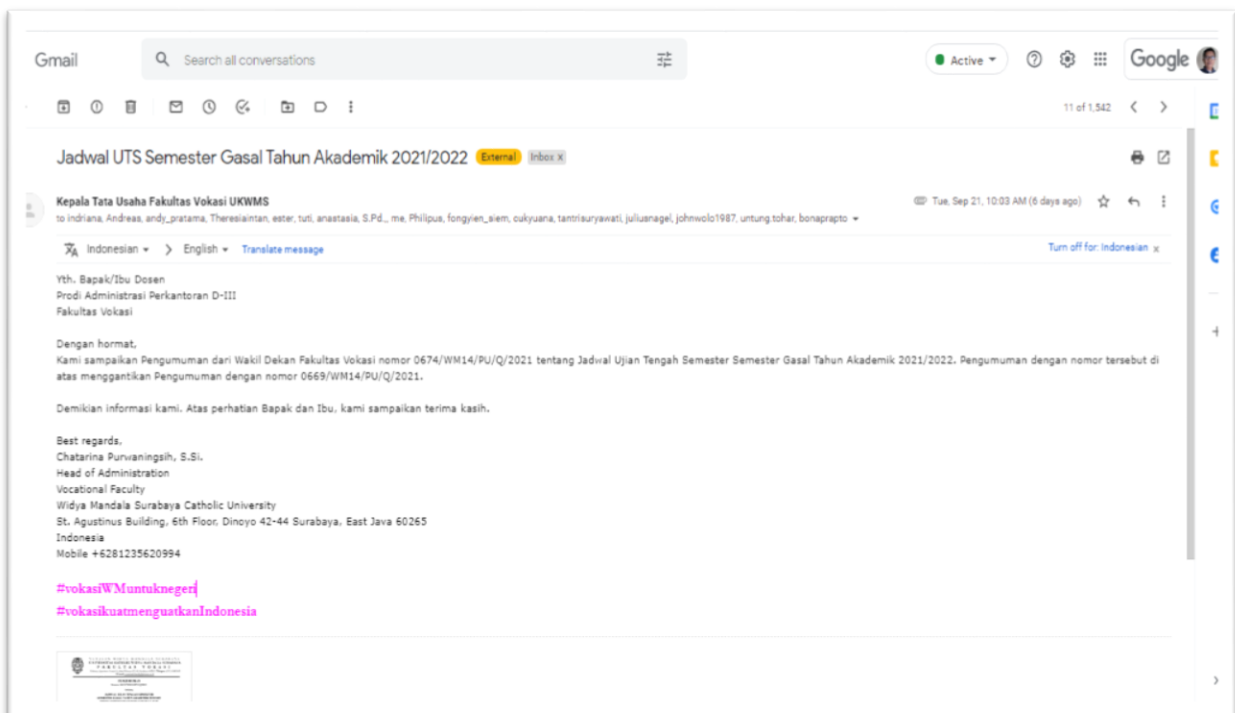 Gmail
Search all conversations
Active
Google
11 of 1,542
Jadwal UTS Semester Gasal Tahun Akademik 2021/2022 External Inbox x
Kepala Tata Usaha Fakultas Vokasi UKWMS
Tue, Sep 21, 10:03 AM (6 days ago)
to indriana, Andreas, andy_pratama, Theresiaintan, ester, tuti, anastasia, S.Pd., me, Philipus, fongyien_siem, cukyuana, tantrisuryawati, juliusnagel, johnwolo1987, untung.tohar, bonaprapto
Indonesian > English Translate message
Turn off for: Indonesian x
Yth. Bapak/Ibu Dosen
Prodi Administrasi Perkantoran D-III
Fakultas Vokasi
Dengan hormat,
Kami sampaikan Pengumuman dari Wakil Dekan Fakultas Vokasi nomor 0674/WM14/PU/Q/2021 tentang Jadwal Ujian Tengah Semester Semester Gasal Tahun Akademik 2021/2022. Pengumuman dengan nomor tersebut di
atas menggantikan Pengumuman dengan nomor 0669/WM14/PU/Q/2021.
Demikian informasi kami. Atas perhatian Bapak dan Ibu, kami sampaikan terima kasih.
Best regards,
Chatarina Purwaningsih, S.Si.
Head of Administration
Vocational Faculty
Widya Mandala Surabaya Catholic University
St. Agustinus Building, 6th Floor, Dinoyo 42-44 Surabaya, East Java 60265
Indonesia
Mobile +6281235620994
#vokasiWMuntuknegeri
#vokasikuatmenguatkanIndonesia